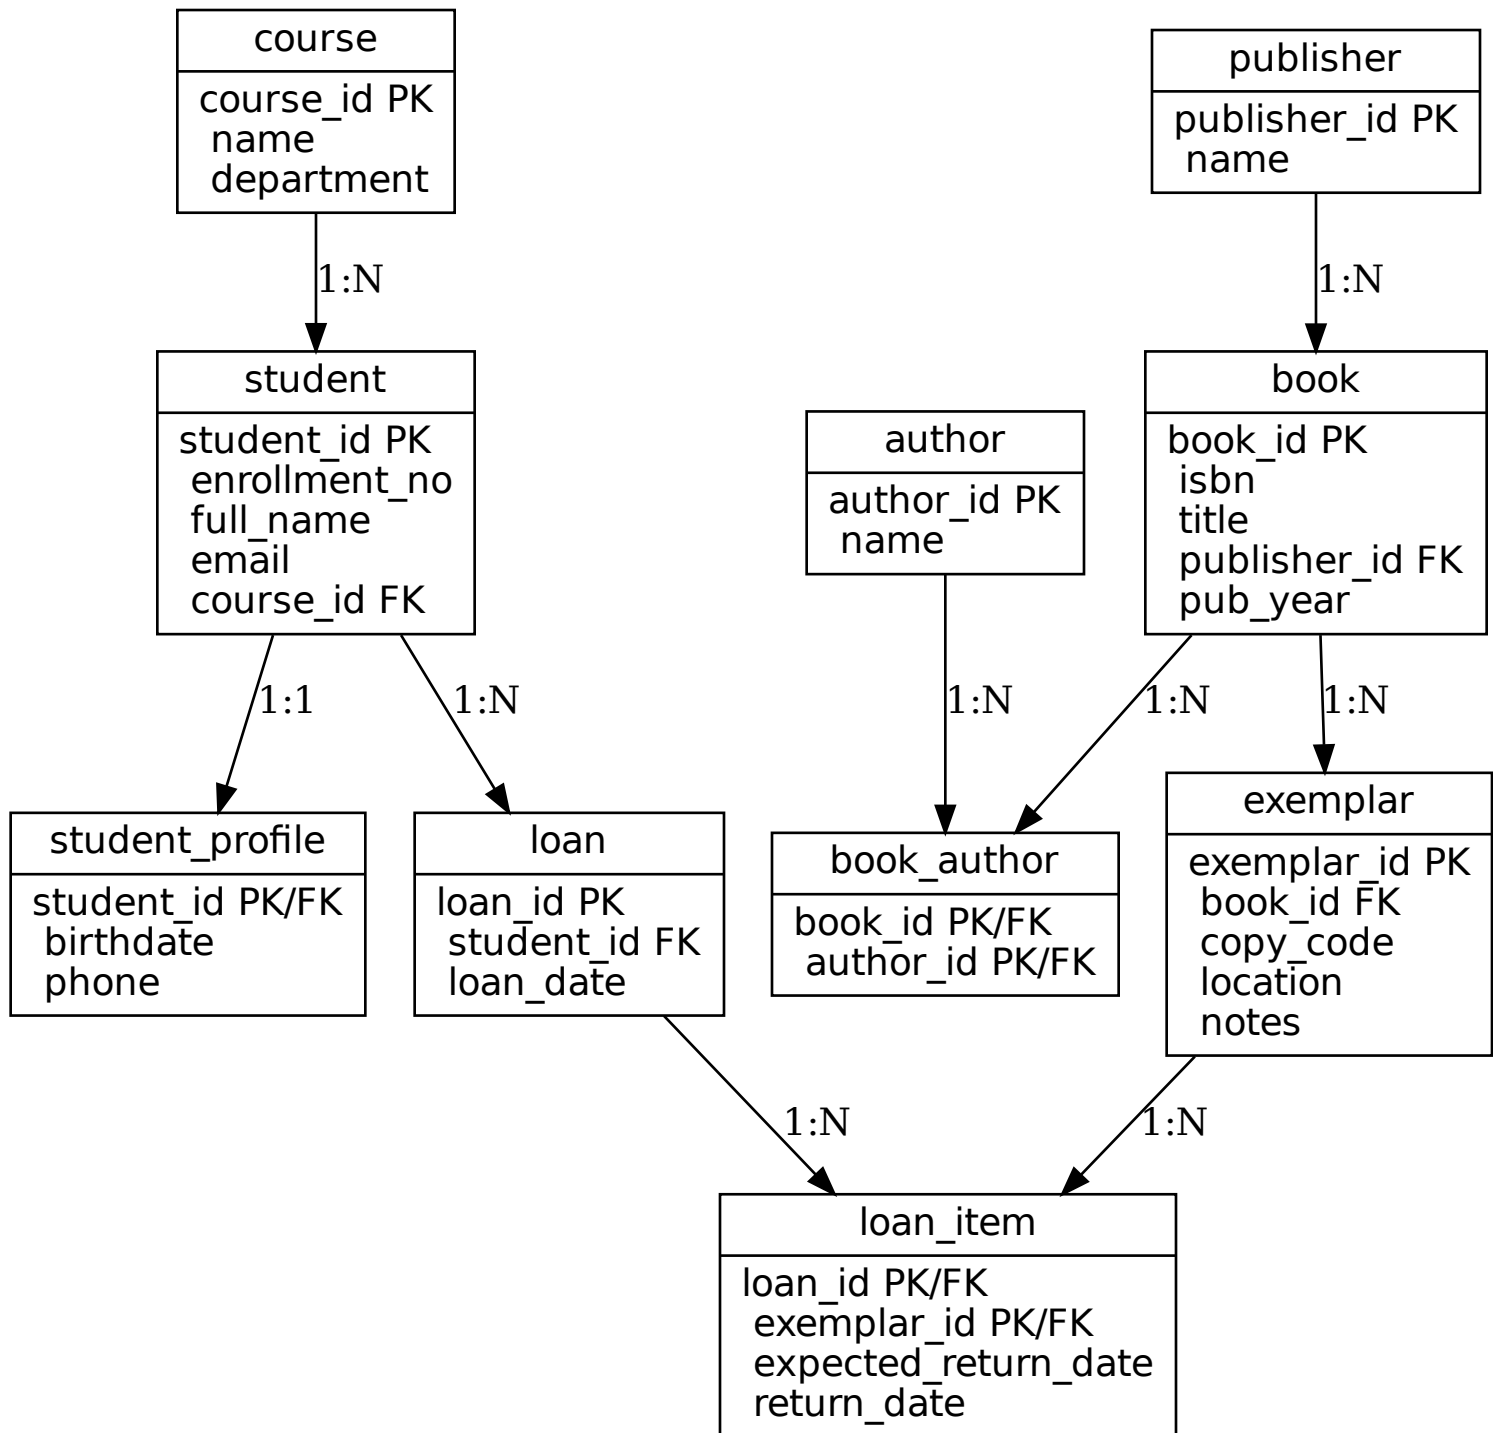 course
course_id PK
name
department
publisher
publisher_id PK
name
1:N
1:N
student
student_id PK
enrollment_no
full_name
email
course_id FK
author
author_id PK
name
book
book_id PK
isbn
title
publisher_id FK
pub_year
1:1
1:N
1:N
1:N
1:N
student_profile
student_id PK/FK
birthdate
phone
loan
loan_id PK
student_id FK
loan_date
book_author
book_id PK/FK
author_id PK/FK
exemplar
exemplar_id PK
book_id FK
copy_code
location
notes
1:N
1:N
loan_item
loan_id PK/FK
exemplar_id PK/FK
expected_return_date
return_date